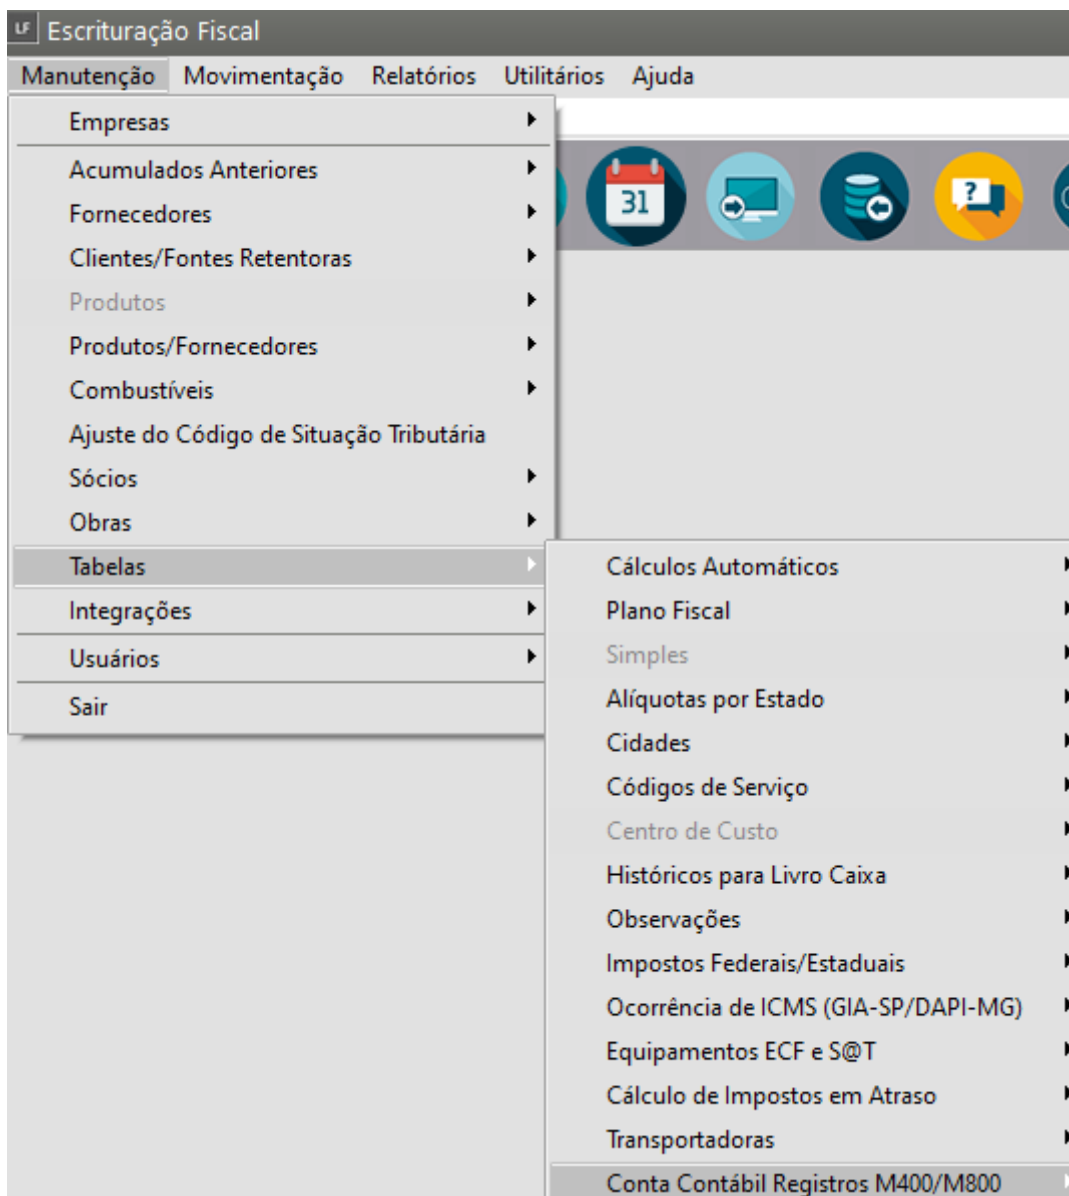 LF Escrituração Fiscal
Manutenção Movimentação Relatórios Utilitários Ajuda
Empresas
Acumulados Anteriores
Fornecedores
Clientes/Fontes Retentoras
Produtos
Produtos/Fornecedores
Combustíveis
Ajuste do Código de Situação Tributária
Sócios
Obras
Tabelas
Integrações
Usuários
Sair
31
?
Cálculos Automáticos
Plano Fiscal
Simples
Alíquotas por Estado
Cidades
Códigos de Serviço
Centro de Custo
Históricos para Livro Caixa
Observações
Impostos Federais/Estaduais
Ocorrência de ICMS (GIA-SP/DAPI-MG)
Equipamentos ECF e S@T
Cálculo de Impostos em Atraso
Transportadoras
Conta Contábil Registros M400/M800